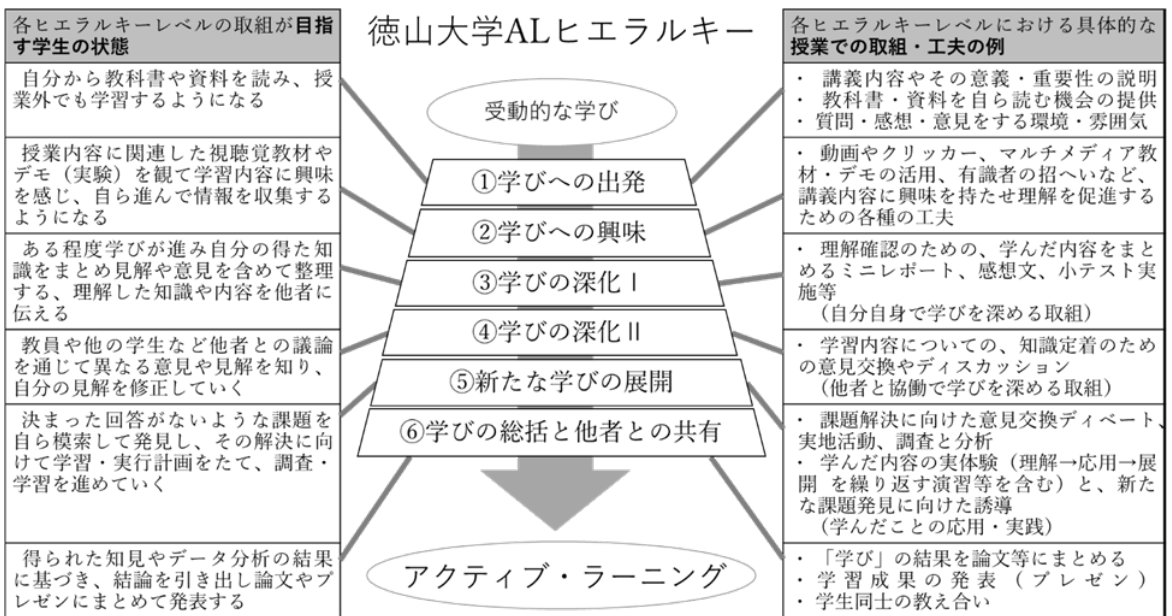 各ヒエラルキーレベルの取組が目指
す学生の状態
自分から教科書や資料を読み、授
業外でも学習するようになる
授業内容に関連した視聴覚教材や
デモ（実験）を観て学習内容に興味
を感じ、自ら進んで情報を収集する
ようになる
ある程度学びが進み自分の得た知
識をまとめ見解や意見を含めて整理
する、理解した知識や内容を他者に
伝える
教員や他の学生など他者との議論
を通じて異なる意見や見解を知り、
自分の見解を修正していく
決まった回答がないような課題を
自ら模索して発見し、その解決に向
けて学習・実行計画をたて、調査・
学習を進めていく
得られた知見やデータ分析の結果
に基づき、結論を引き出し論文やプ
レゼンにまとめて発表する
徳山大学ALヒエラルキー
受動的な学び
①学びへの出発
②学びへの興味
③学びの深化Ⅰ
④学びの深化Ⅱ
⑤新たな学びの展開
⑥学びの総括と他者との共有
アクティブ・ラーニング
各ヒエラルキーレベルにおける具体的な
授業での取組・工夫の例
・ 講義内容やその意義・重要性の説明
・ 教科書・資料を自ら読む機会の提供
・ 質問・感想・意見をする環境・雰囲気
・ 動画やクリッカー、マルチメディア教
材・デモの活用、有識者の招へいなど、
講義内容に興味を持たせ理解を促進する
ための各種の工夫
・ 理解確認のための、学んだ内容をまと
めるミニレポート、感想文、小テスト実
施等
（自分自身で学びを深める取組）
・ 学習内容についての、知識定着のため
の意見交換やディスカッション
（他者と協働で学びを深める取組）
・ 課題解決に向けた意見交換ディベート、
実地活動、調査と分析
・ 学んだ内容の実体験（理解→応用→展
開 を繰り返す演習等を含む）と、新た
な課題発見に向けた誘導
（学んだことの応用・実践）
・ 「学び」の結果を論文等にまとめる
・ 学習成果の発表（プレゼン）
・ 学生同士の教え合い